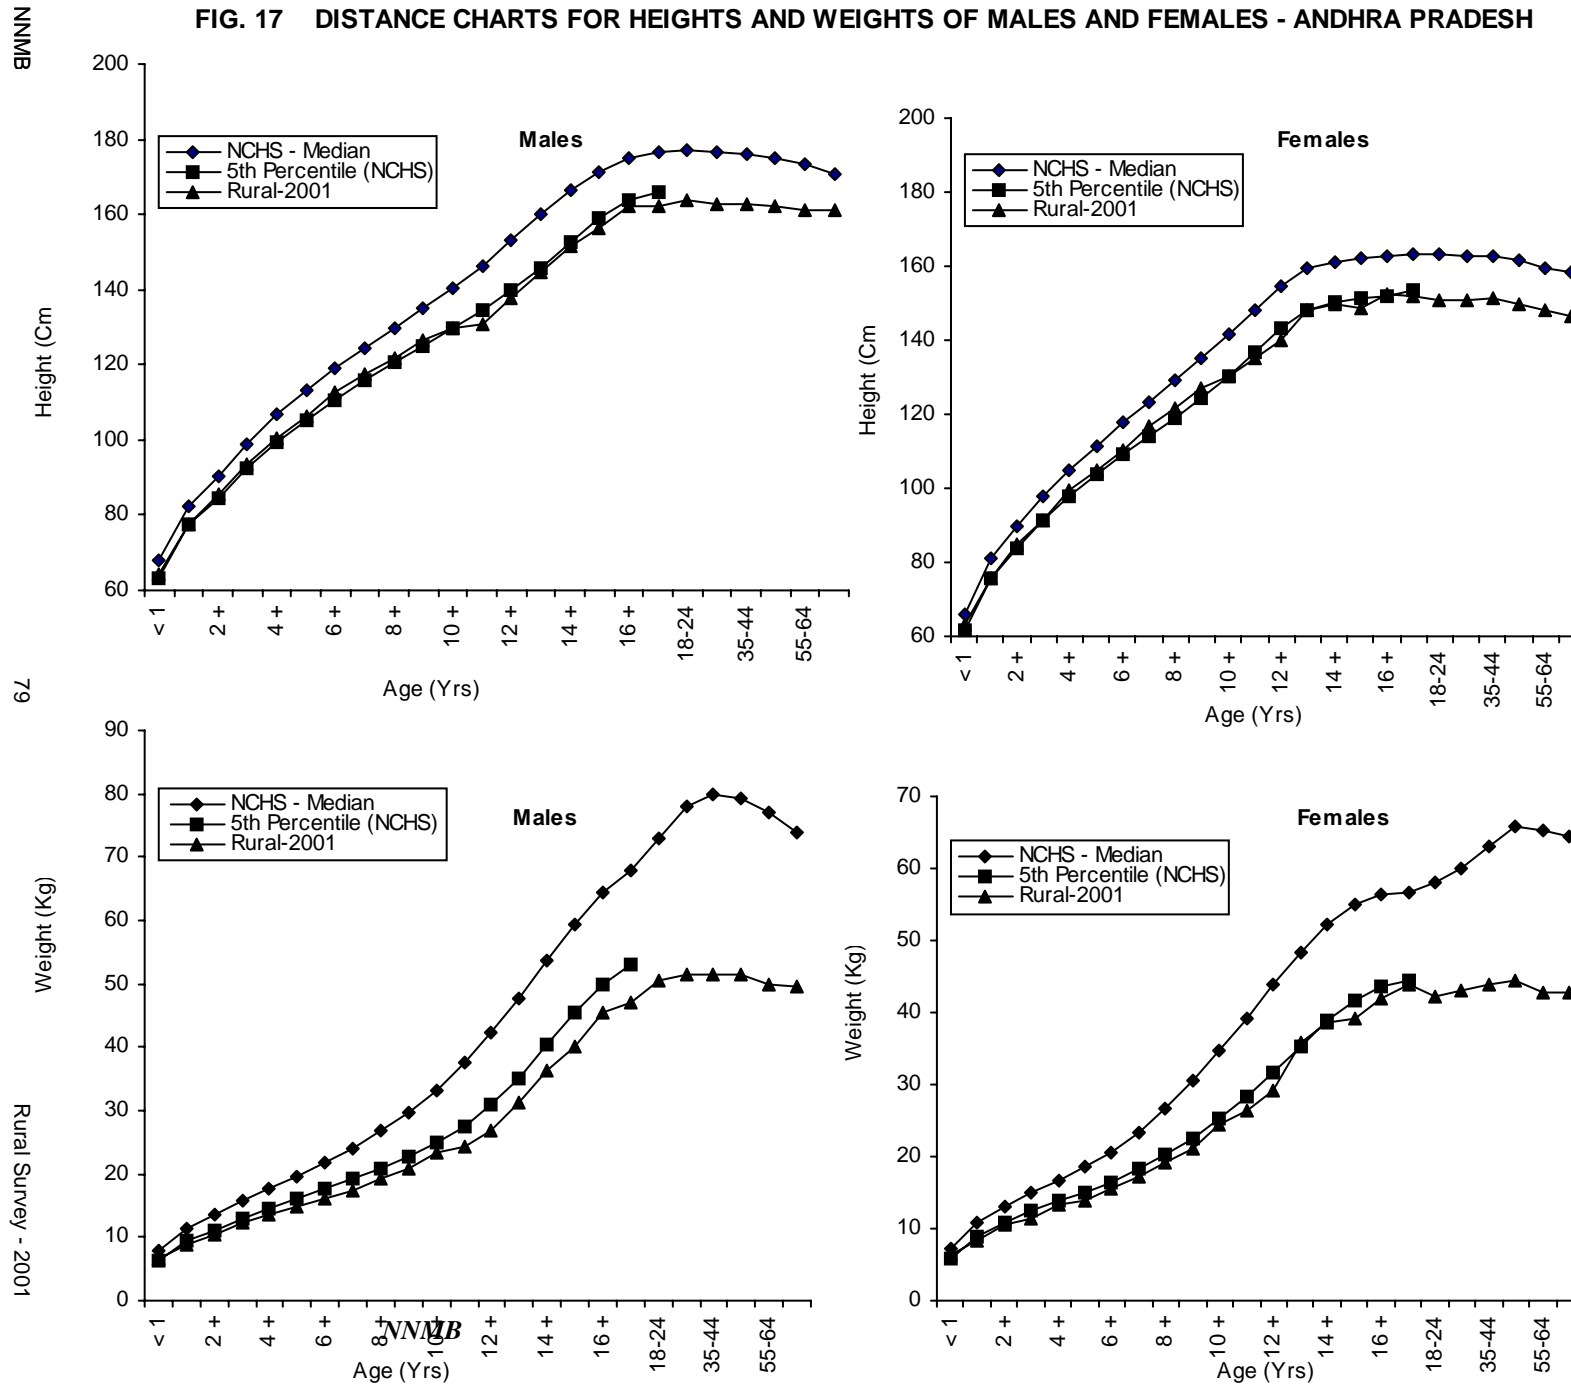 NNMB
FIG. 17 DISTANCE CHARTS FOR HEIGHTS AND WEIGHTS OF MALES AND FEMALES - ANDHRA PRADESH
Males
NCHS - Median
5th Percentile (NCHS)
Rural-2001
200
180
160
140
120
100
80
60
Height (Cm
< 1
2 +
4 +
6 +
8 +
10 +
12 +
14 +
16 +
18-24
35-44
55-64
Age (Yrs)
Females
NCHS - Median
5th Percentile (NCHS)
Rural-2001
200
180
160
140
120
100
80
60
Height (Cm
< 1
2 +
4 +
6 +
8 +
10 +
12 +
14 +
16 +
18-24
35-44
55-64
Age (Yrs)
79
Males
NCHS - Median
5th Percentile (NCHS)
Rural-2001
90
80
70
60
50
40
30
20
10
0
Weight (Kg)
< 1
2 +
4 +
6 +
8 +
10 +
12 +
14 +
16 +
18-24
35-44
55-64
Age (Yrs)
NNMB
Females
NCHS - Median
5th Percentile (NCHS)
Rural-2001
70
60
50
40
30
20
10
0
Weight (Kg)
< 1
2 +
4 +
6 +
8 +
10 +
12 +
14 +
16 +
18-24
35-44
55-64
Age (Yrs)
Rural Survey - 2001